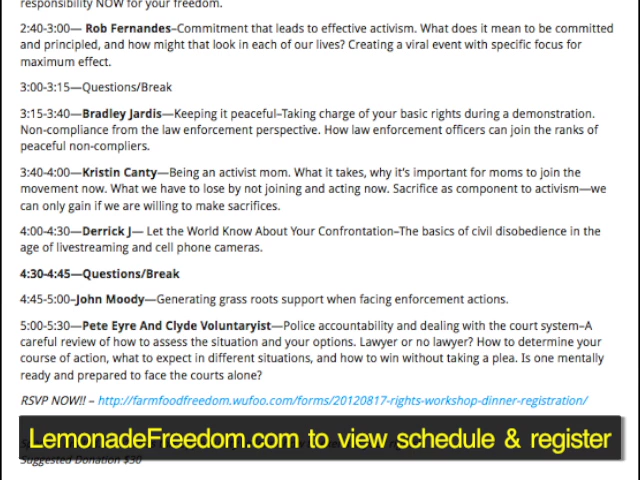 responsibility NOW for your freedom.
2:40-3:00— Rob Fernandes–Commitment that leads to effective activism. What does it mean to be committed
and principled, and how might that look in each of our lives? Creating a viral event with specific focus for
maximum effect.
3:00-3:15—Questions/Break
3:15-3:40—Bradley Jardis—Keeping it peaceful–Taking charge of your basic rights during a demonstration.
Non-compliance from the law enforcement perspective. How law enforcement officers can join the ranks of
peaceful non-compliers.
3:40-4:00—Kristin Canty—Being an activist mom. What it takes, why it's important for moms to join the
movement now. What we have to lose by not joining and acting now. Sacrifice as component to activism—we
can only gain if we are willing to make sacrifices.
4:00-4:30—Derrick J— Let the World Know About Your Confrontation–The basics of civil disobedience in the
age of livestreaming and cell phone cameras.
4:30-4:45—Questions/Break
4:45-5:00–John Moody—Generating grass roots support when facing enforcement actions.
5:00-5:30—Pete Eyre And Clyde Voluntaryist—Police accountability and dealing with the court system–A
careful review of how to assess the situation and your options. Lawyer or no lawyer? How to determine your
course of action, what to expect in different situations, and how to win without taking a plea. Is one mentally
ready and prepared to face the courts alone?
RSVP NOW!! – http://farmfoodfreedom.wufoo.com/forms/20120817-rights-workshop-dinner-registration/
LemonadeFreedom.com to view schedule & register
Suggested Donation $30